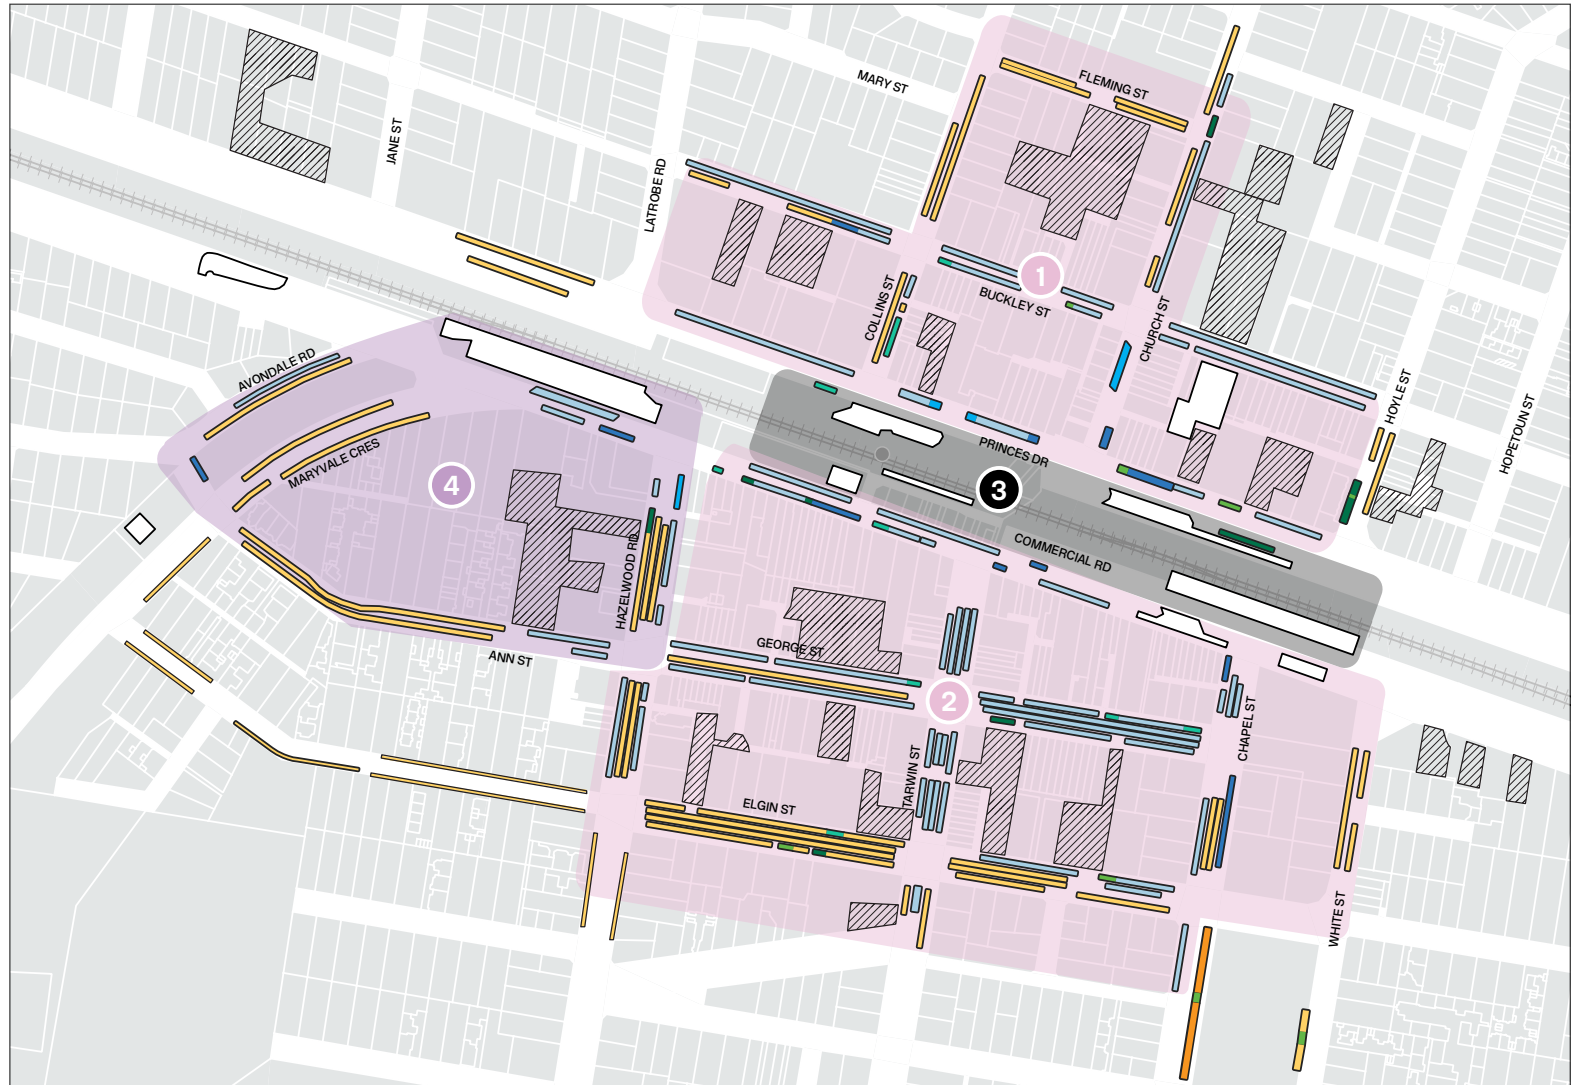 MARY ST
FLEMING ST
JANE ST
LATROBE RD
1
BUCKLEY ST
COLLINS ST
CHURCH ST
AVONDALE RD
HOYLE ST
HOPETOUN ST
MARYVALE CRES
PRINCES DR
4
3
COMMERCIAL RD
HAZELWOOD RD
GEORGE ST
ANN ST
2
CHAPEL ST
TARWIN ST
ELGIN ST
WHITE ST